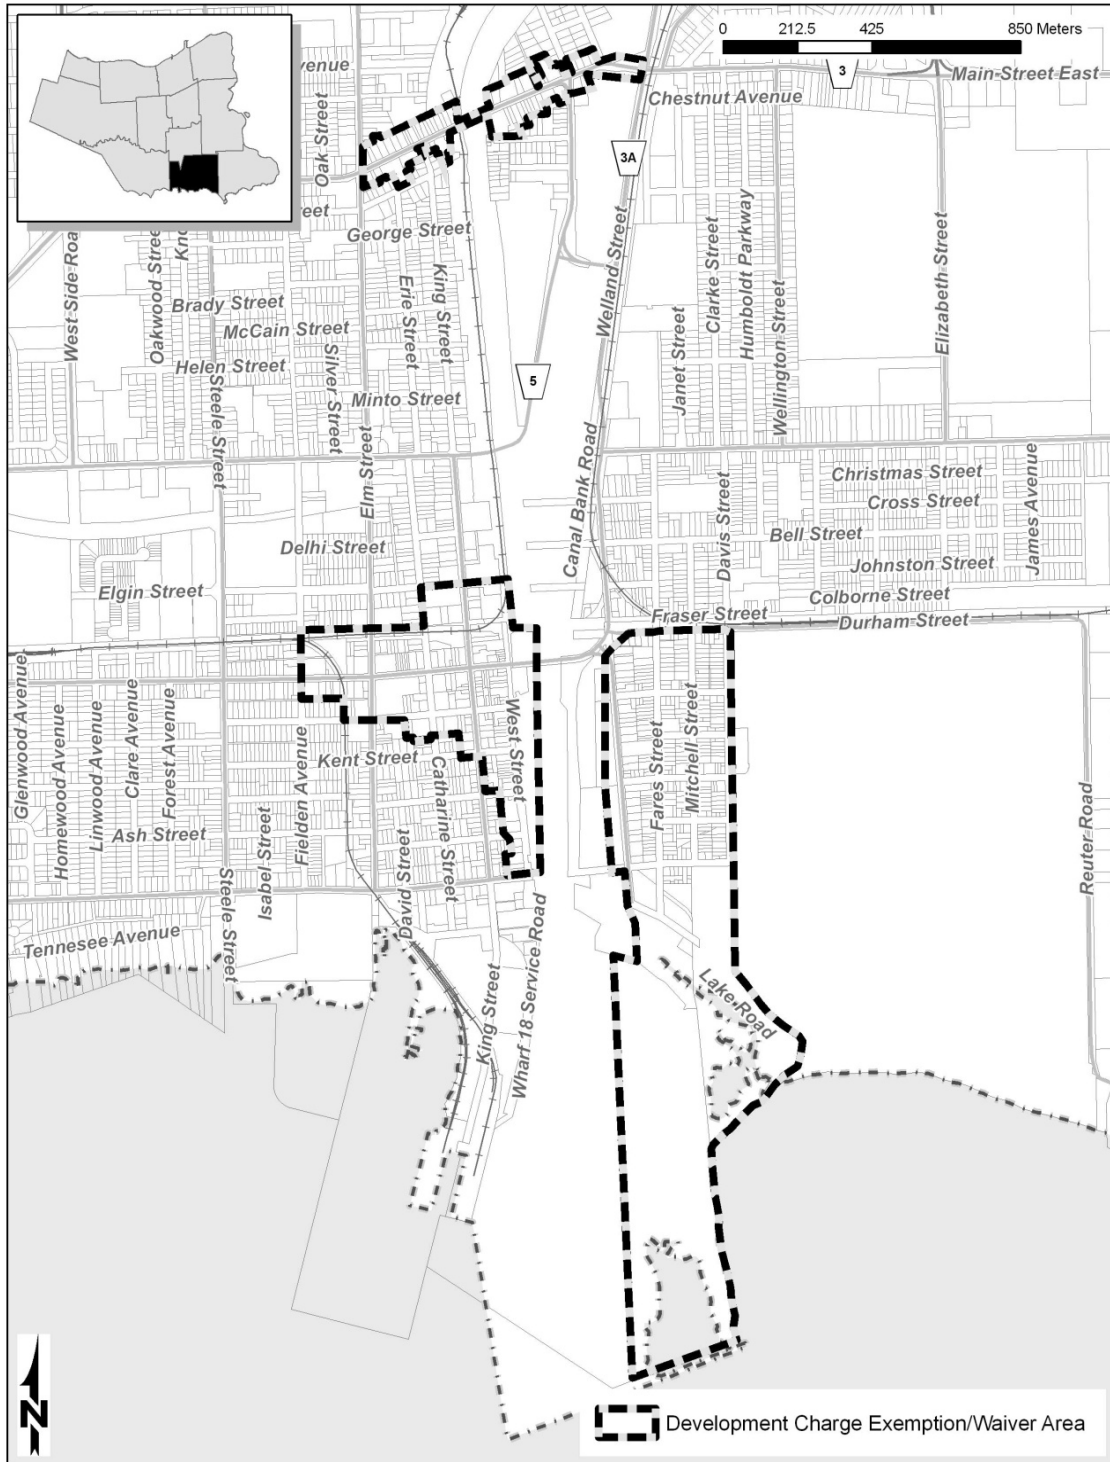 0 212.5 425 850 Meters
venue
3
Main Street East
Chestnut Avenue
Oak Street
3A
reet
George Street
West Side Roa
Oakwood Street
Kno
Erie Street
King Street
Welland Street
Clarke Street
Humboldt Parkway
Elizabeth Street
Brady Street
McCain Street
Helen Street
Silver Street
Janet Street
Wellington Street
5
Minto Street
Steele Street
Elm Street
Canal Bank Road
Christmas Street
Cross Street
Davis Street
Bell Street
James Avenue
Delhi Street
Johnston Street
Elgin Street
Colborne Street
Fraser Street
Durham Street
Glenwood Avenue
Homewood Avenue
Linwood Avenue
Clare Avenue
Forest Avenue
Kent Street
West Street
Fares Street
Mitchell Street
Catharine Street
Fielden Avenue
Ash Street
Isabel Street
David Street
Reuter Road
Steele Street
Tennesee Avenue
King Street
Wharf 18 Service Road
Lake Road
N
Development Charge Exemption/Waiver Area